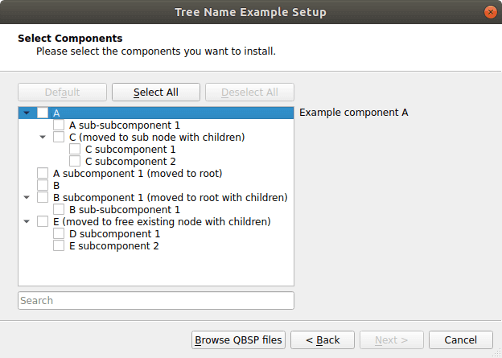 Tree Name Example Setup
Select Components
Please select the components you want to install.
Default Select All Deselect All
A
Example component A
A sub-subcomponent 1
C (moved to sub node with children)
C subcomponent 1
C subcomponent 2
A subcomponent 1 (moved to root)
B
B subcomponent 1 (moved to root with children)
B sub-subcomponent 1
E (moved to free existing node with children)
D subcomponent 1
E subcomponent 2
Search
Browse QBSP files < Back Next > Cancel